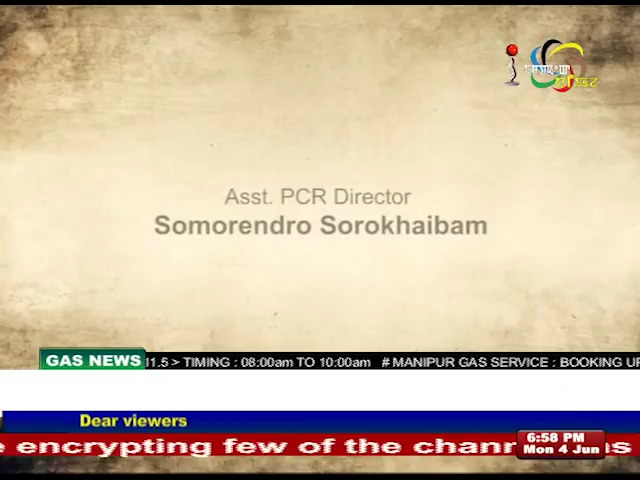 Asst. PCR Director
Somorendro Sorokhaibam
GAS NEWS
11.5 > TIMING : 08:00am TO 10:00am # MANIPUR GAS SERVICE : BOOKING UP
Dear viewers
encrypting few of the chann
6:58 PM
Mon 4 Jun